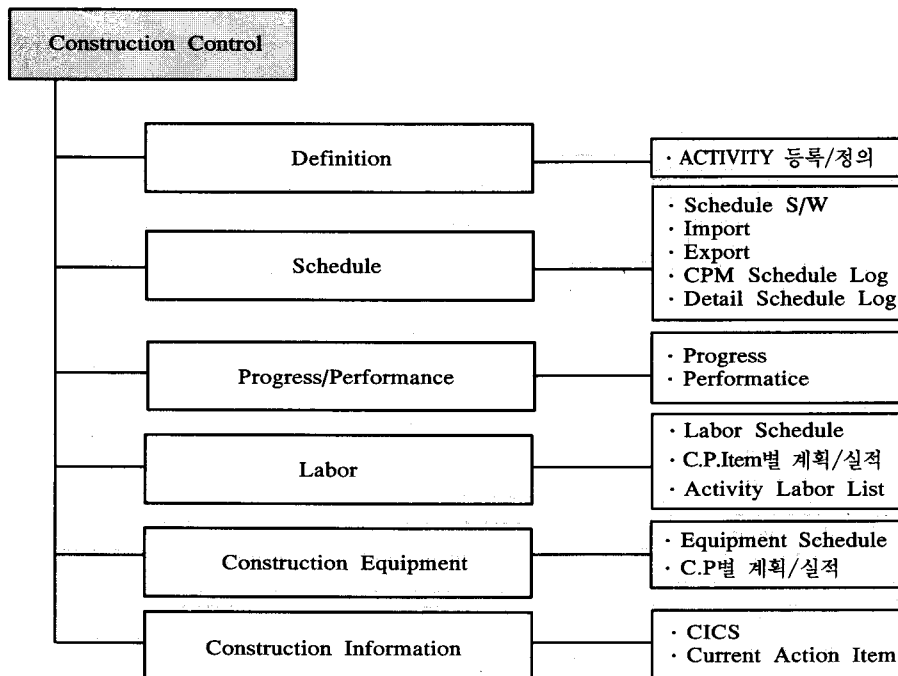 Construction Control
Definition
· ACTIVITY 등록/정의
Schedule
· Schedule S/W
· Import
· Export
· CPM Schedule Log
· Detail Schedule Log
Progress/Performance
· Progress
· Performatice
Labor
· Labor Schedule
· C.P.Item별 계획/실적
· Activity Labor List
Construction Equipment
· Equipment Schedule
· C.P별 계획/실적
Construction Information
· CICS
· Current Action Item